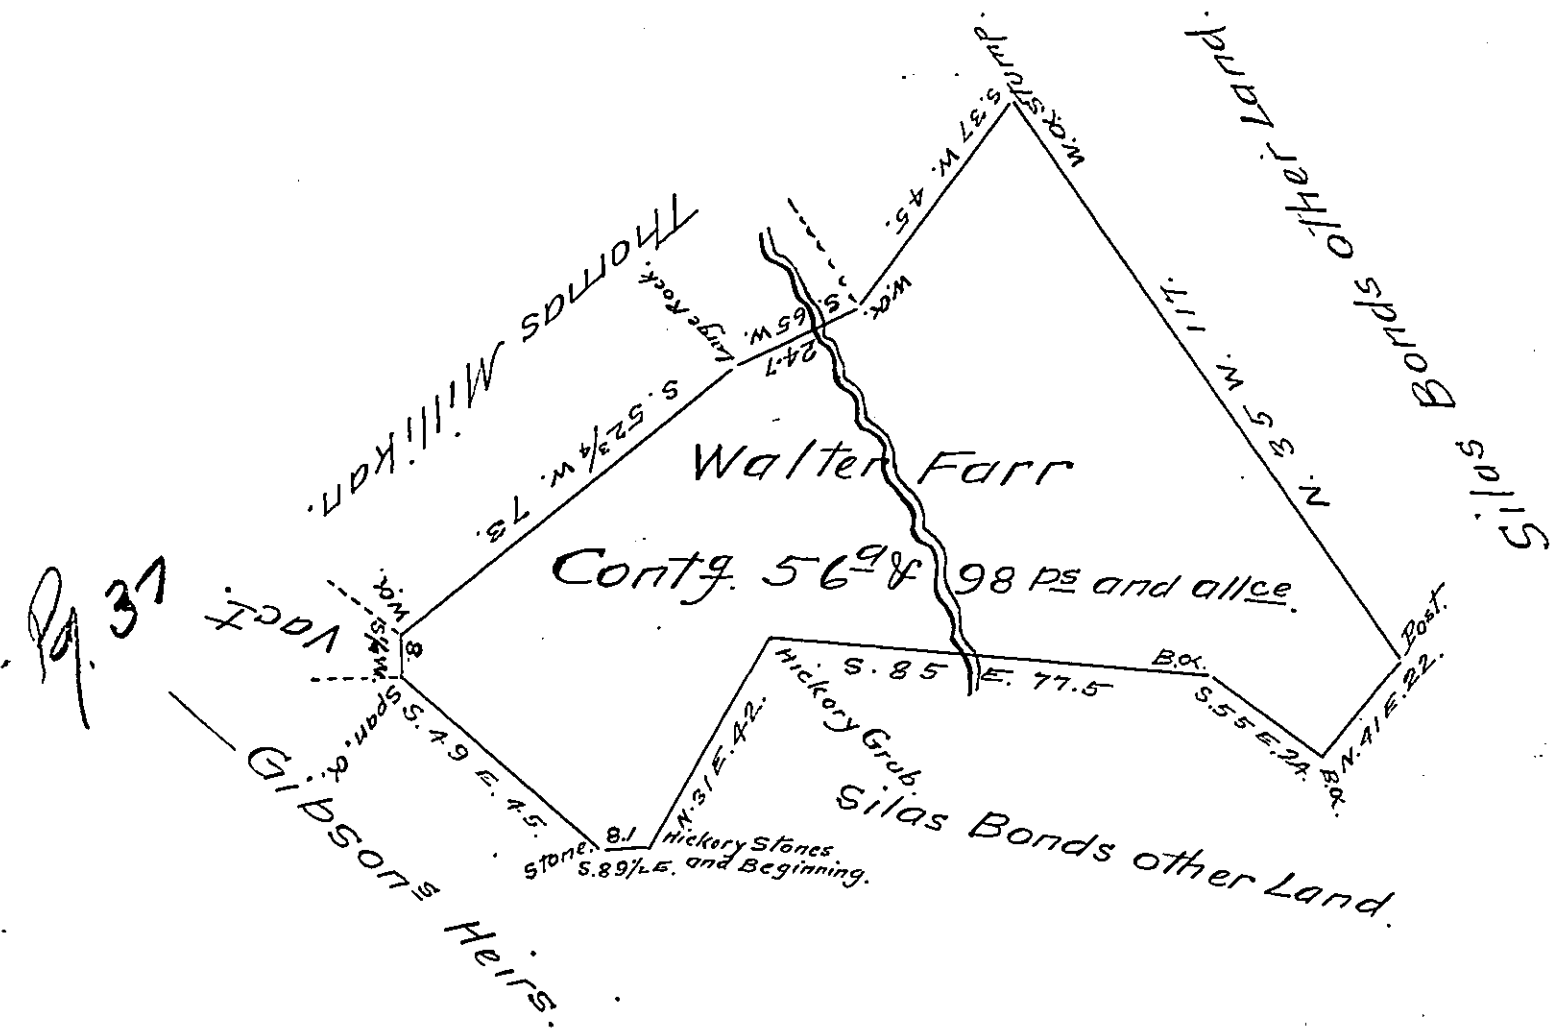 Silas Bonds other Land.
W.o. Stump.
S. 37 W. 45.
N. 35 W. 117.
Thomas Millikan.
Large Rock.
W.o.
S. 65 W.
24.7
S. 52 3/4 W. 73.
Walter Farr
Contg. 56 a & 98 ps and allce.
Pg. 37
Vact.
W.o.
8.
Span. o.
S. 49 E. 45.
Gibsons Heirs.
Stone.
8.1
S. 89 1/2 E.
Hickory Stones
and Beginning.
N. 31 E. 42.
Hickory Grub.
S. 85 E. 77.5
B.o.
S. 55 E. 24.
B.o.
N. 41 E. 22.
Post.
Silas Bonds other Land.